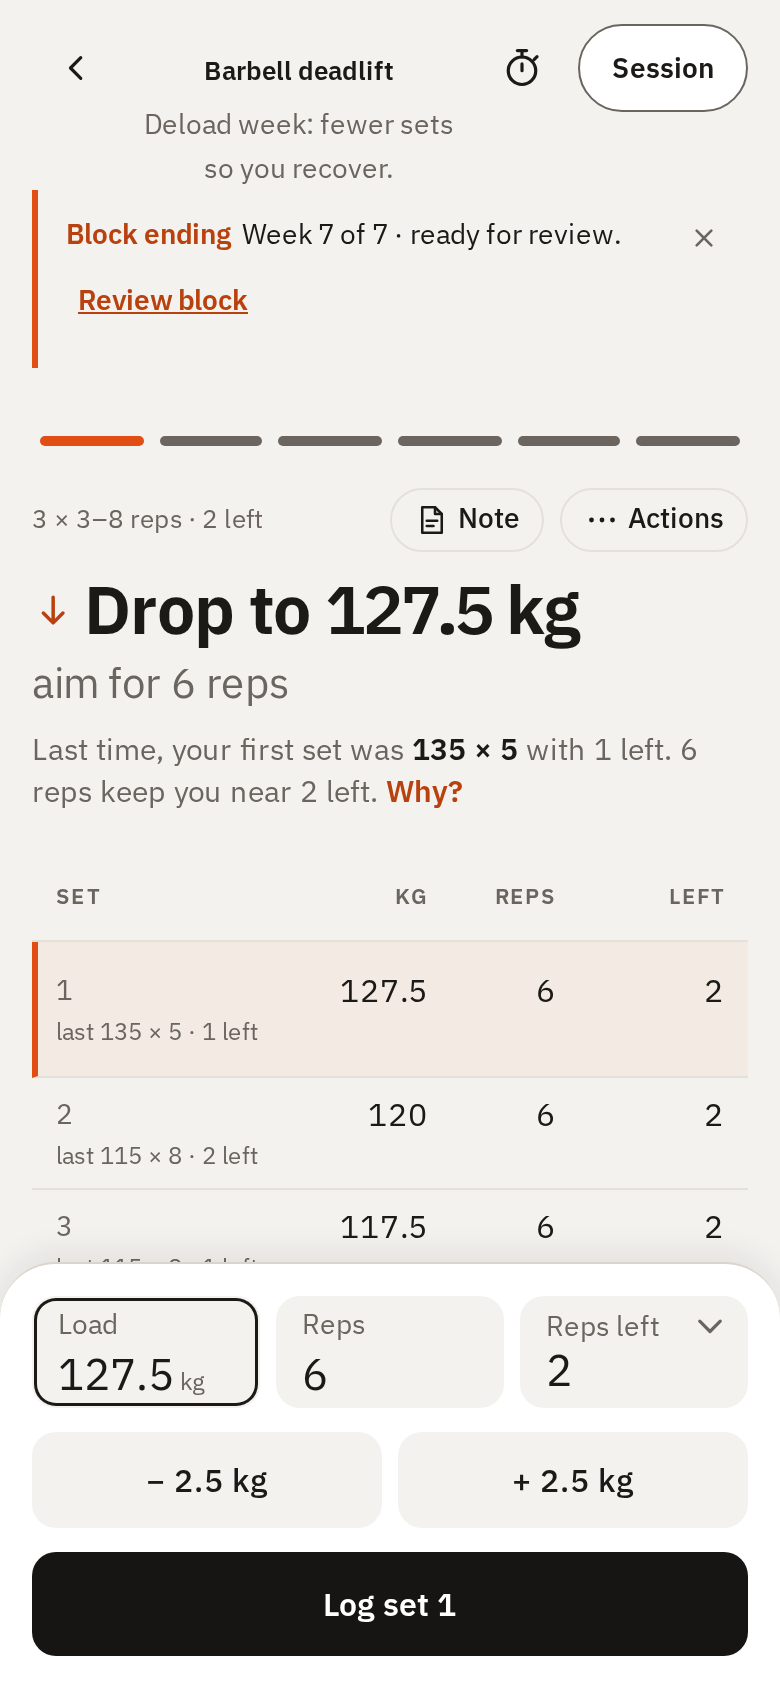 Barbell deadlift
Session
Deload week: fewer sets
so you recover.
Block ending Week 7 of 7 · ready for review.
Review block
3 × 3–8 reps · 2 left
Note
Actions
Drop to 127.5 kg
aim for 6 reps
Last time, your first set was 135 × 5 with 1 left. 6
reps keep you near 2 left. Why?
SET KG REPS LEFT
1 127.5 6 2
last 135 × 5 · 1 left
2 120 6 2
last 115 × 8 · 2 left
3 117.5 6 2
Load Reps Reps left
127.5 kg 6 2
− 2.5 kg + 2.5 kg
Log set 1